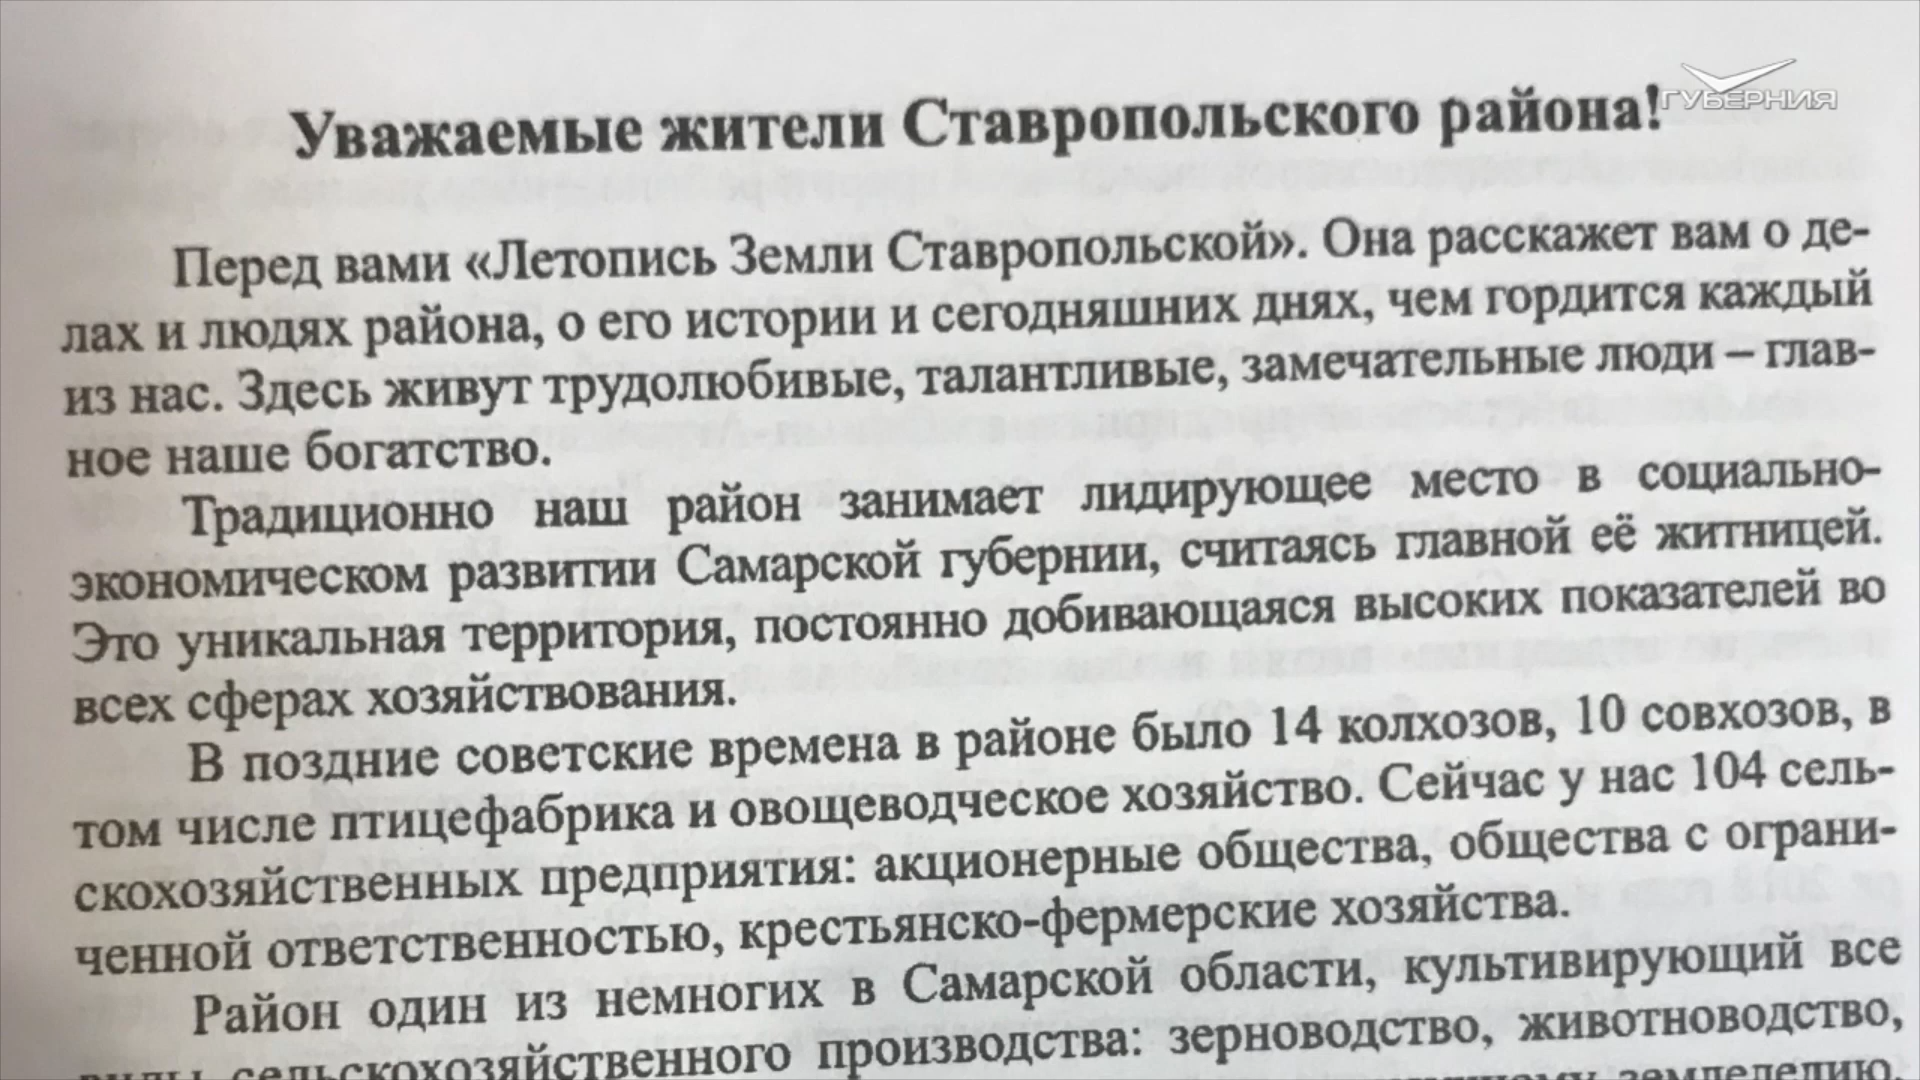 ГУБЕРНИЯ
Уважаемые жители Ставропольского района!
Перед вами «Летопись Земли Ставропольской». Она расскажет вам о де-
лах и людях района, о его истории и сегодняшних днях, чем гордится каждый
из нас. Здесь живут трудолюбивые, талантливые, замечательные люди – глав-
ное наше богатство.
Традиционно наш район занимает лидирующее место в социально-
экономическом развитии Самарской губернии, считаясь главной её житницей.
Это уникальная территория, постоянно добивающаяся высоких показателей во
всех сферах хозяйствования.
В поздние советские времена в районе было 14 колхозов, 10 совхозов, в
том числе птицефабрика и овощеводческое хозяйство. Сейчас у нас 104 сель-
скохозяйственных предприятия: акционерные общества, общества с ограни-
ченной ответственностью, крестьянско-фермерские хозяйства.
Район один из немногих в Самарской области, культивирующий все
виды сельскохозяйственного производства: зерноводство, животноводство,
земледелию,